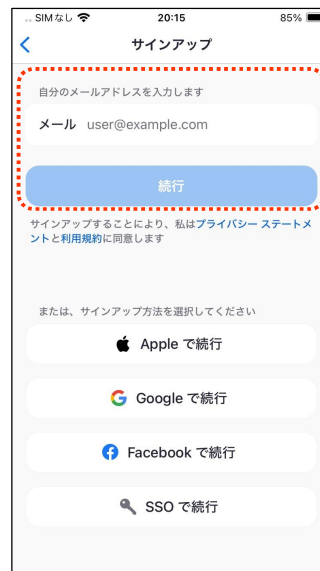 SIMなし 20:15 85%
サインアップ
自分のメールアドレスを入力します
メール user@example.com
続行
サインアップすることにより、私はプライバシー ステートメ
ントと利用規約に同意します
または、サインアップ方法を選択してください
Apple で続行
Google で続行
Facebook で続行
SSO で続行